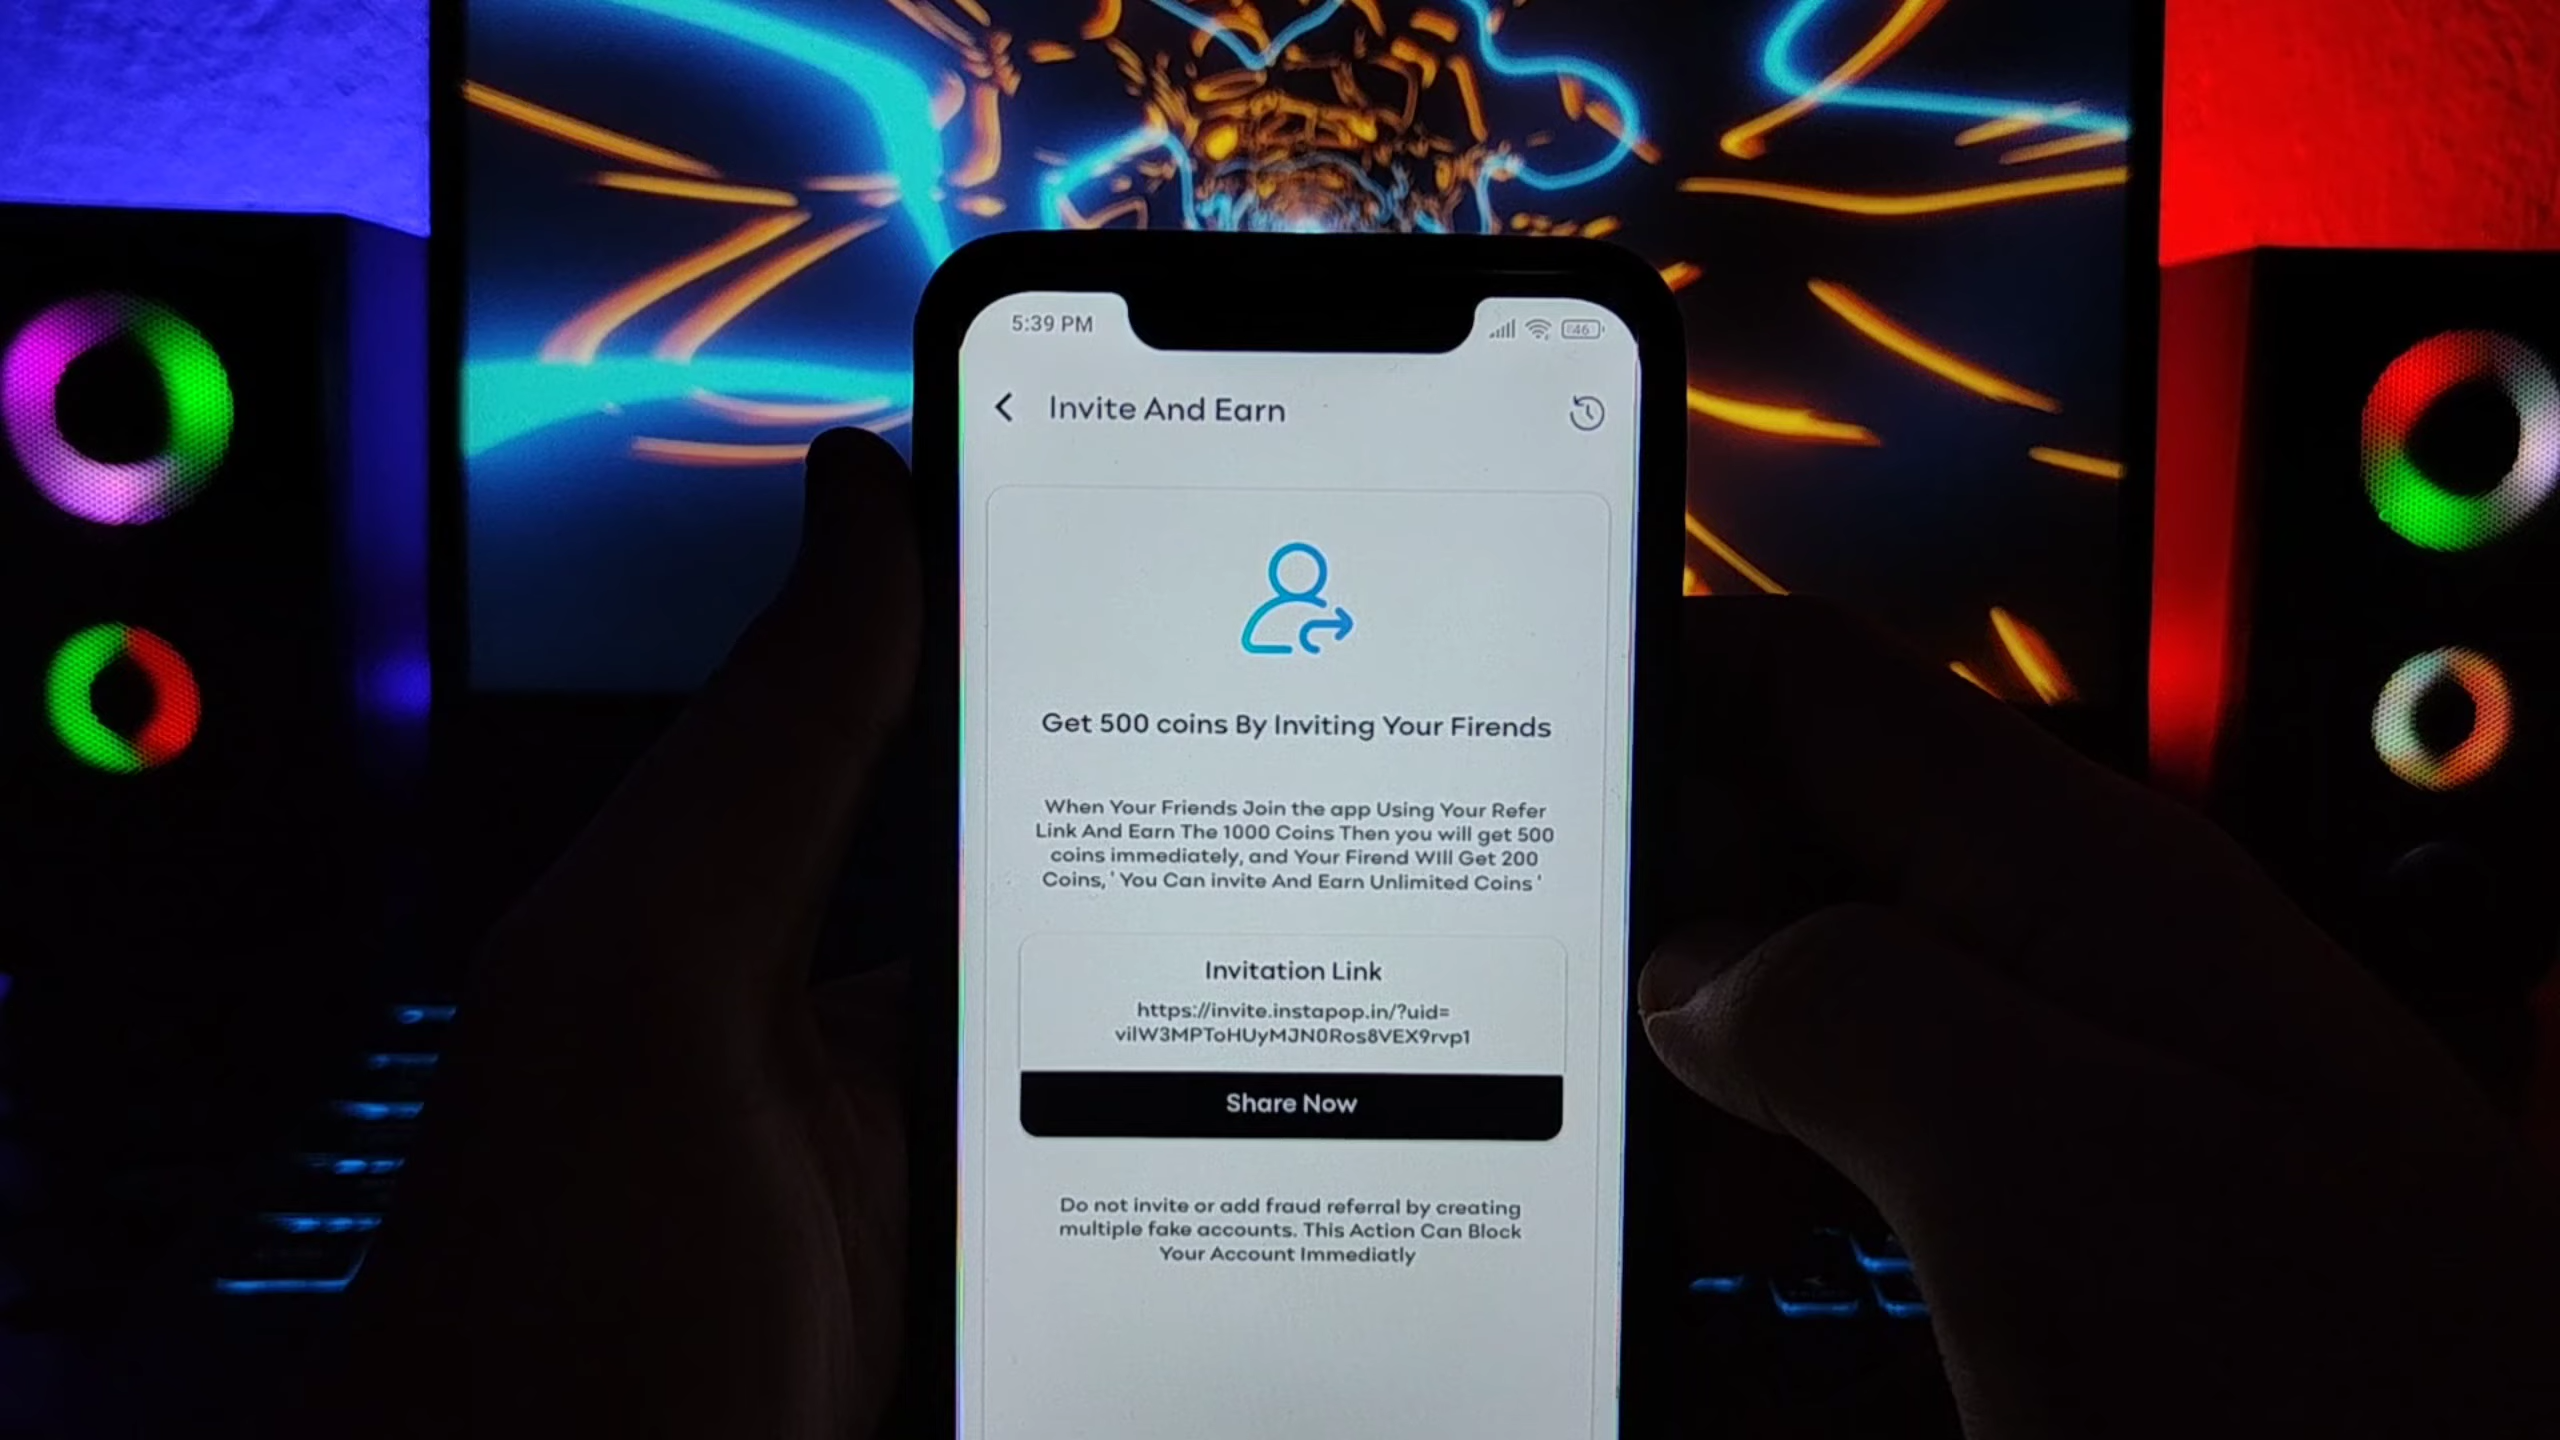 5:39 PM
46
Invite And Earn
Get 500 coins By Inviting Your Firends
When Your Friends Join the app Using Your Refer
Link And Earn The 1000 Coins Then you will get 500
coins immediately, and Your Firend WIll Get 200
Coins, ' You Can invite And Earn Unlimited Coins '
Invitation Link
https://invite.instapop.in/?uid=
vilW3MPToHUyMJN0Ros8VEX9rvp1
Share Now
Do not invite or add fraud referral by creating
multiple fake accounts. This Action Can Block
Your Account Immediatly